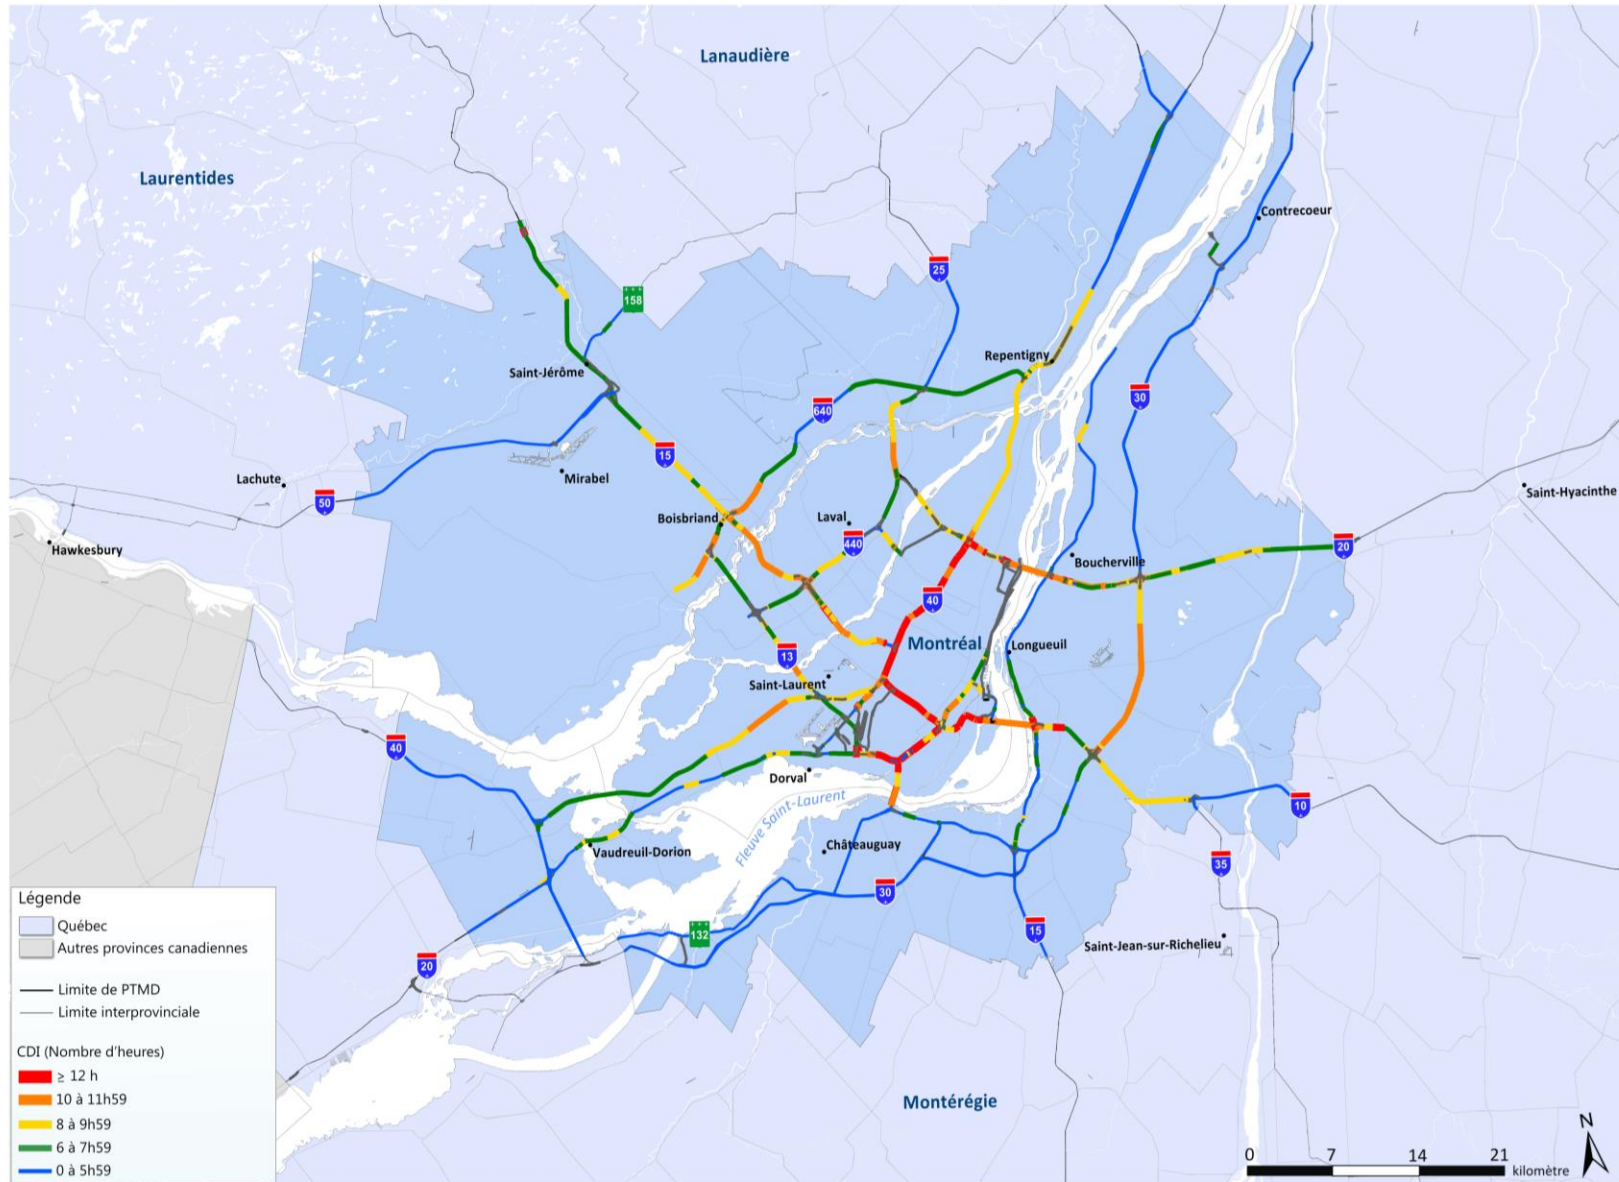 Lanaudière
Laurentides
Contrecoeur
25
158
Repentigny
Saint-Jérôme
30
640
15
Lachute
Mirabel
Saint-Hyacinthe
50
Boisbriand
Laval
440
20
Hawkesbury
Boucherville
40
Montréal
Longueuil
13
Saint-Laurent
40
Dorval
10
Fleuve Saint-Laurent
Vaudreuil-Dorion
Châteauguay
35
30
132
15
Saint-Jean-sur-Richelieu
20
Montérégie
Légende
Québec
Autres provinces canadiennes
Limite de PTMD
Limite interprovinciale
CDI (Nombre d'heures)
≥ 12 h
10 à 11h59
8 à 9h59
6 à 7h59
0 à 5h59
N
0 7 14 21
kilomètre